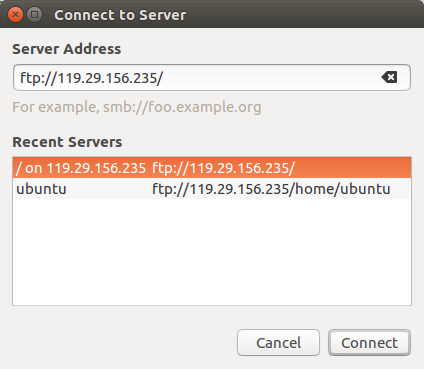 Connect to Server
Server Address
ftp://119.29.156.235/
For example, smb://foo.example.org
Recent Servers
/ on 119.29.156.235 ftp://119.29.156.235/
ubuntu ftp://119.29.156.235/home/ubuntu
Cancel Connect